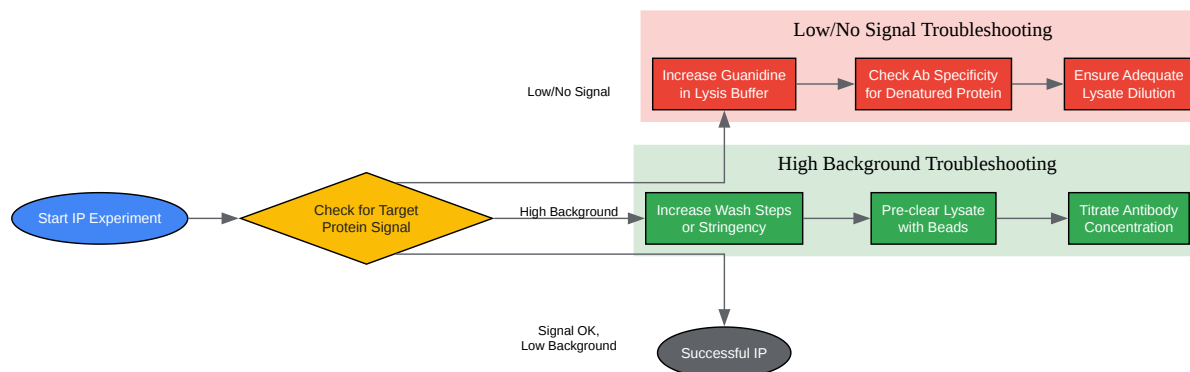 Low/No Signal Troubleshooting
Increase Guanidine
in Lysis Buffer
Check Ab Specificity
for Denatured Protein
Ensure Adequate
Lysate Dilution
Low/No Signal
High Background Troubleshooting
Start IP Experiment
Check for Target
Protein Signal
High Background
Increase Wash Steps
or Stringency
Pre-clear Lysate
with Beads
Titrate Antibody
Concentration
Signal OK,
Low Background
Successful IP